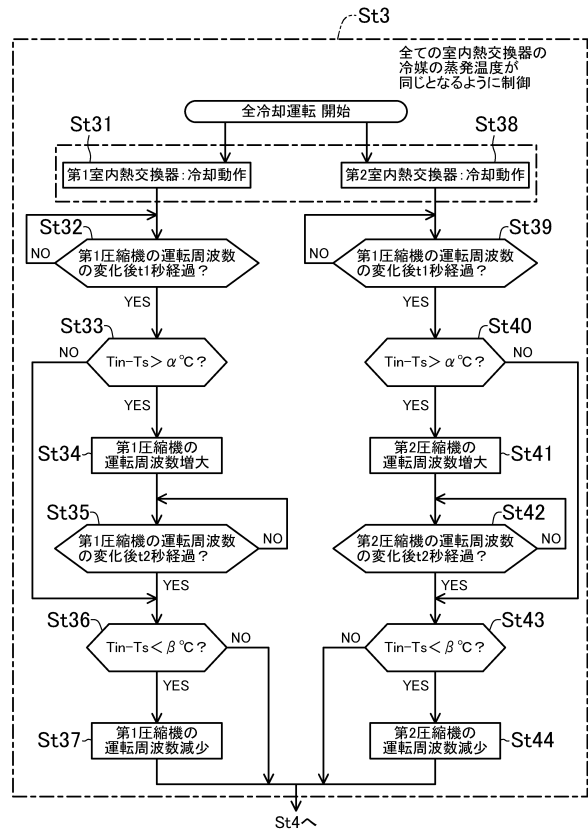 St3
全ての室内熱交換器の
冷媒の蒸発温度が
同じとなるように制御
全冷却運転 開始
St31
St38
第1室内熱交換器:冷却動作
第2室内熱交換器:冷却動作
St32
St39
NO
第1圧縮機の運転周波数
の変化後t1秒経過?
NO
第1圧縮機の運転周波数
の変化後t1秒経過?
YES
YES
St33
St40
NO
Tin-Ts>α℃?
Tin-Ts>α℃?
NO
YES
YES
St34
第1圧縮機の
運転周波数増大
第2圧縮機の
運転周波数増大
St41
St35
St42
第1圧縮機の運転周波数
の変化後t2秒経過?
NO
第2圧縮機の運転周波数
の変化後t2秒経過?
NO
YES
YES
St36
St43
Tin-Ts<β℃?
NO
NO
Tin-Ts<β℃?
YES
YES
St37
第1圧縮機の
運転周波数減少
第2圧縮機の
運転周波数減少
St44
St4へ